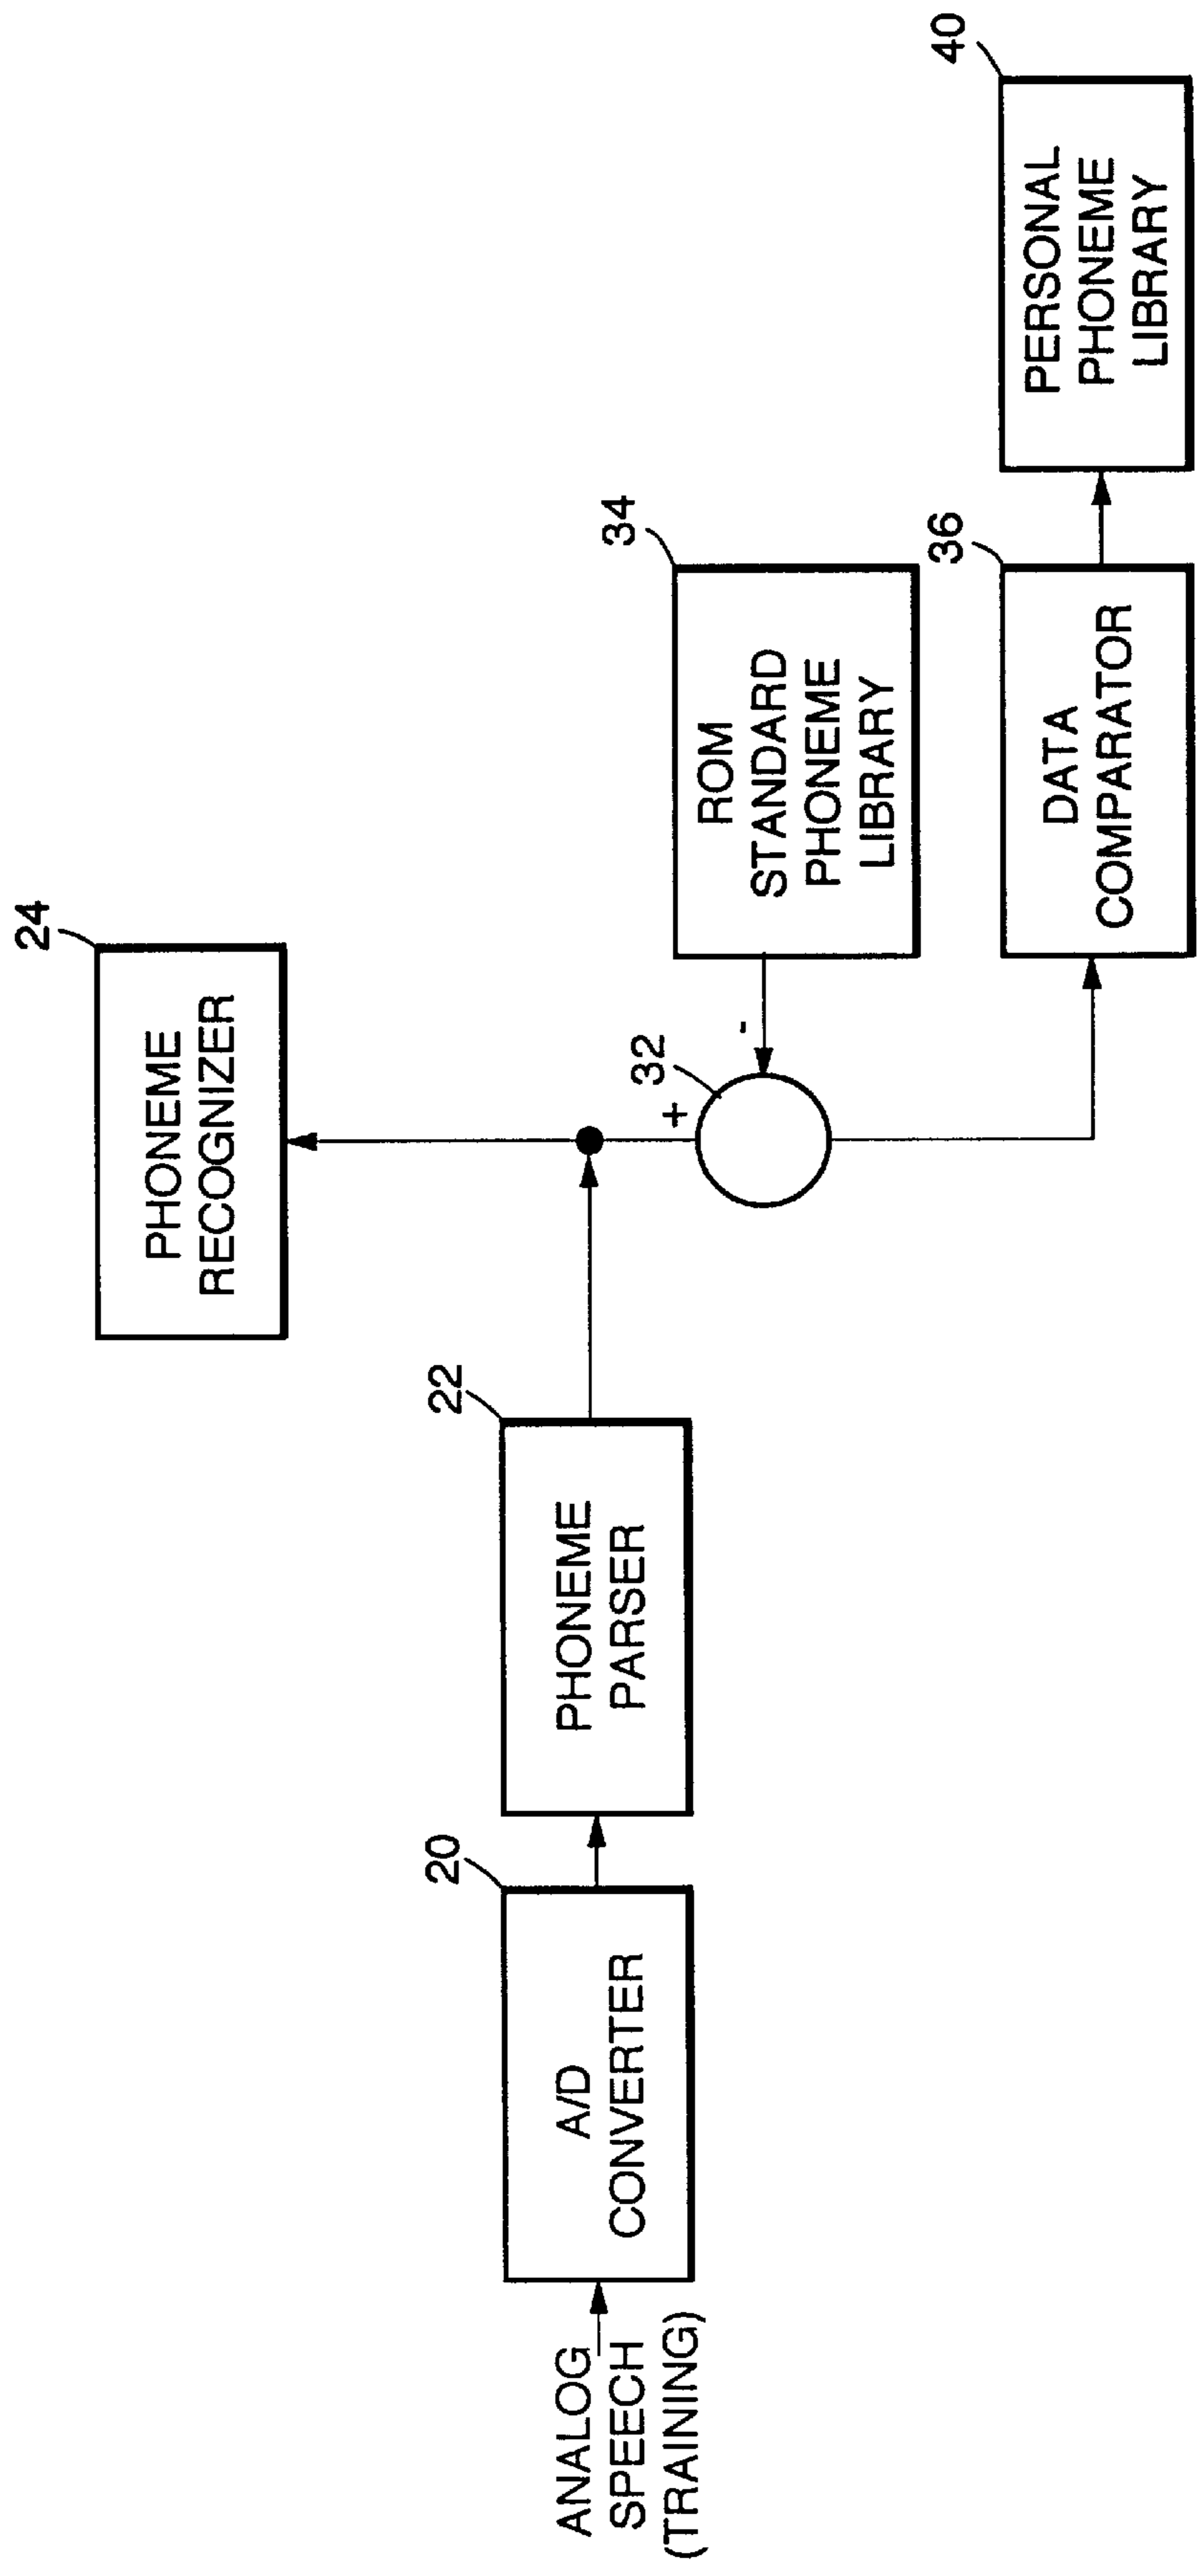 ANALOG
SPEECH
(TRAINING)
20
A/D
CONVERTER
22
PHONEME
PARSER
24
PHONEME
RECOGNIZER
32
+
-
34
ROM
STANDARD
PHONEME
LIBRARY
36
DATA
COMPARATOR
40
PERSONAL
PHONEME
LIBRARY